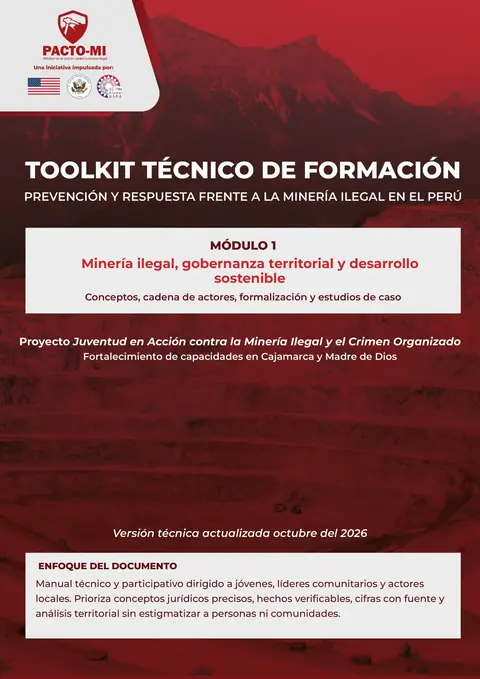 PACTO-MI
Una iniciativa impulsada por:
TOOLKIT TÉCNICO DE FORMACIÓN
PREVENCIÓN Y RESPUESTA FRENTE A LA MINERÍA ILEGAL EN EL PERÚ
MÓDULO 1
Minería ilegal, gobernanza territorial y desarrollo
sostenible
Conceptos, cadena de actores, formalización y estudios de caso
Proyecto Juventud en Acción contra la Minería Ilegal y el Crimen Organizado
Fortalecimiento de capacidades en Cajamarca y Madre de Dios
Versión técnica actualizada octubre del 2026
ENFOQUE DEL DOCUMENTO
Manual técnico y participativo dirigido a jóvenes, líderes comunitarios y actores
locales. Prioriza conceptos jurídicos precisos, hechos verificables, cifras con fuente y
análisis territorial sin estigmatizar a personas ni comunidades.